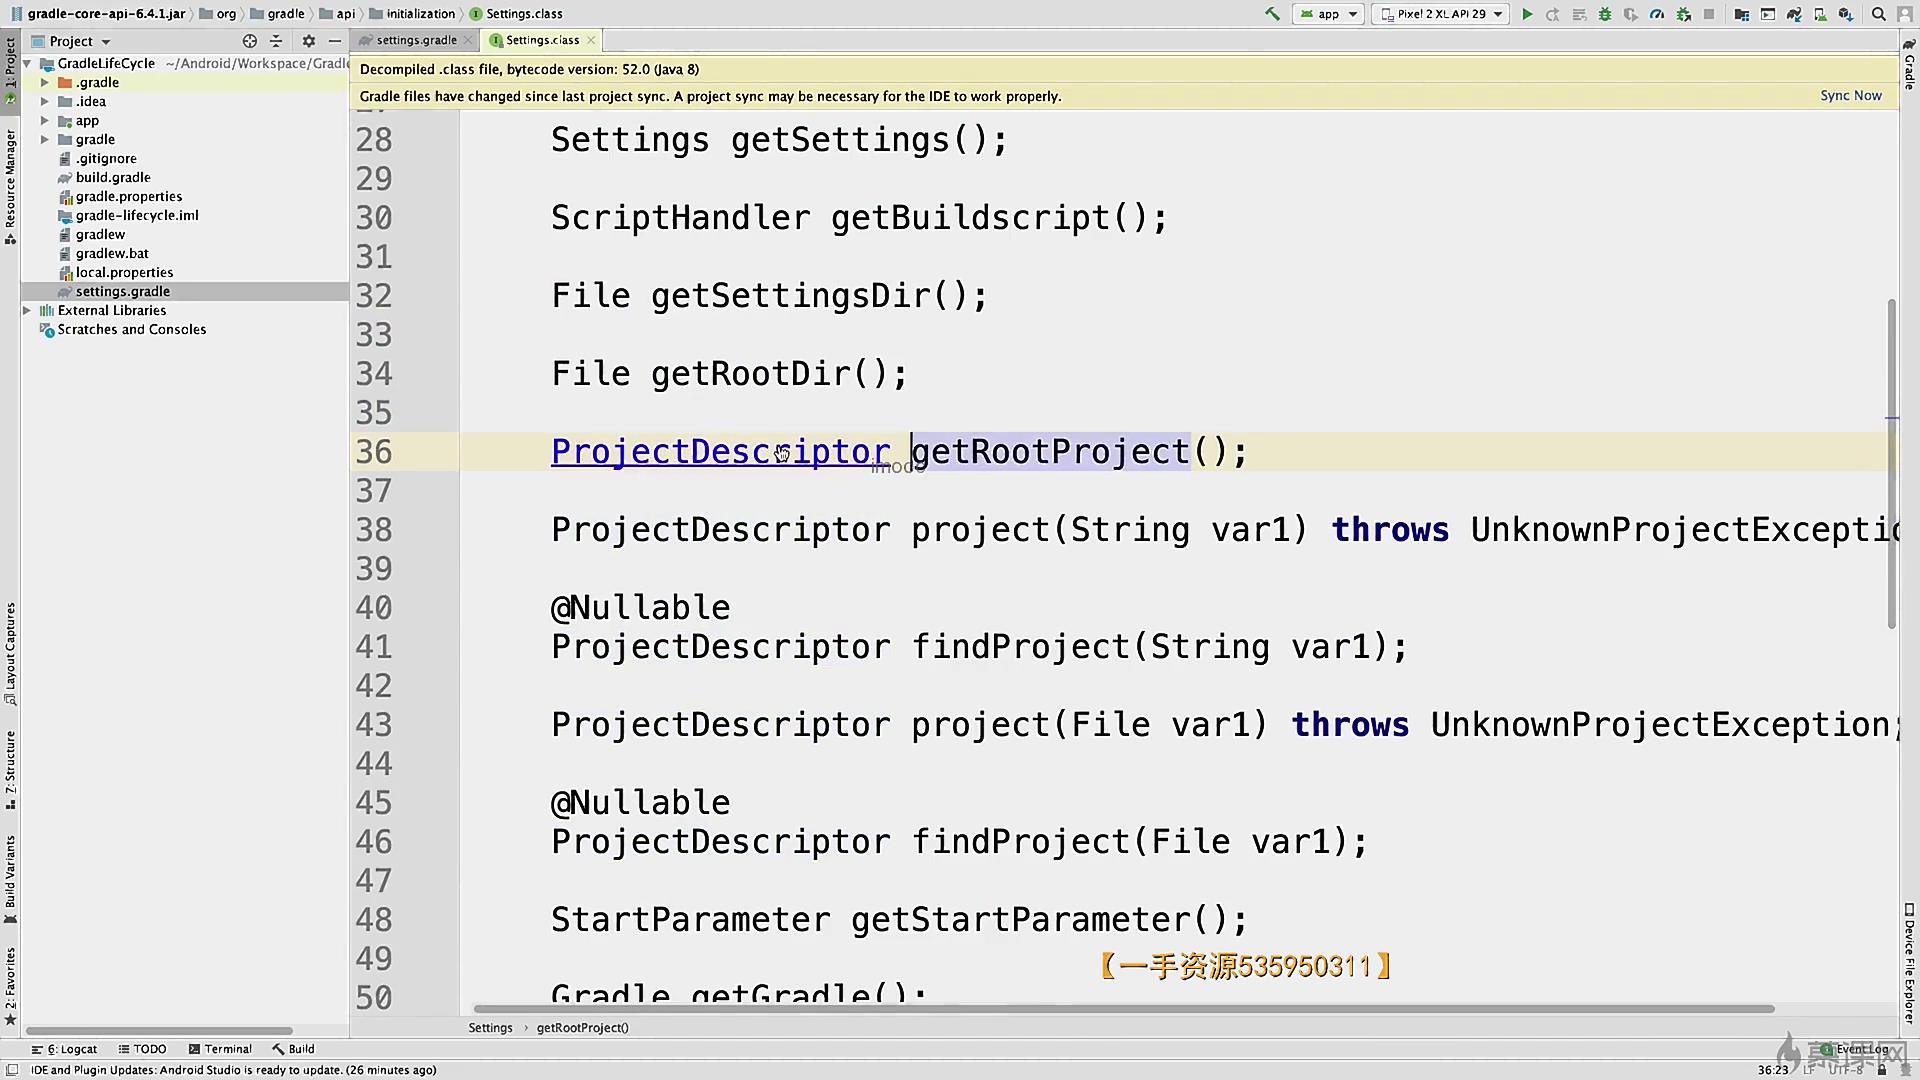 gradle-core-api-6.4.1.jar org gradle api initialization Settings.class
app Pixel 2 XL API 29
Project
settings.gradle Settings.class
GradleLifeCycle ~/Android/Workspace/Gradle
.gradle
.idea
app
gradle
.gitignore
build.gradle
gradle.properties
gradle-lifecycle.iml
gradlew
gradlew.bat
local.properties
settings.gradle
External Libraries
Scratches and Consoles
1: Project
Resource Manager
Layout Captures
Z: Structure
Build Variants
2: Favorites
Decompiled .class file, bytecode version: 52.0 (Java 8)
Gradle files have changed since last project sync. A project sync may be necessary for the IDE to work properly.
Sync Now
28 Settings getSettings();
29
30 ScriptHandler getBuildscript();
31
32 File getSettingsDir();
33
34 File getRootDir();
35
36 ProjectDescriptor getRootProject();
37
38 ProjectDescriptor project(String var1) throws UnknownProjectExceptio
39
40 @Nullable
41 ProjectDescriptor findProject(String var1);
42
43 ProjectDescriptor project(File var1) throws UnknownProjectException;
44
45 @Nullable
46 ProjectDescriptor findProject(File var1);
47
48 StartParameter getStartParameter();
49
50 Gradle getGradle();
imooc
【一手资源535950311】
Settings › getRootProject()
Gradle
Device File Explorer
6: Logcat TODO Terminal Build
Event Log
慕课网
IDE and Plugin Updates: Android Studio is ready to update. (26 minutes ago)
36:23 LF UTF-8